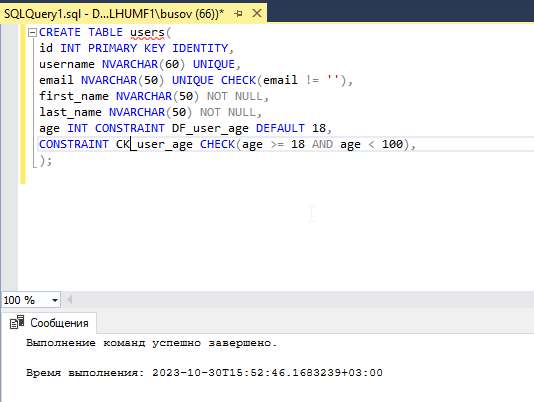 SQLQuery1.sql - D...LHUMF1\busov (66))*
CREATE TABLE users(
id INT PRIMARY KEY IDENTITY,
username NVARCHAR(60) UNIQUE,
email NVARCHAR(50) UNIQUE CHECK(email != ''),
first_name NVARCHAR(50) NOT NULL,
last_name NVARCHAR(50) NOT NULL,
age INT CONSTRAINT DF_user_age DEFAULT 18,
CONSTRAINT CK_user_age CHECK(age >= 18 AND age < 100),
);
100 %
Сообщения
Выполнение команд успешно завершено.
Время выполнения: 2023-10-30T15:52:46.1683239+03:00